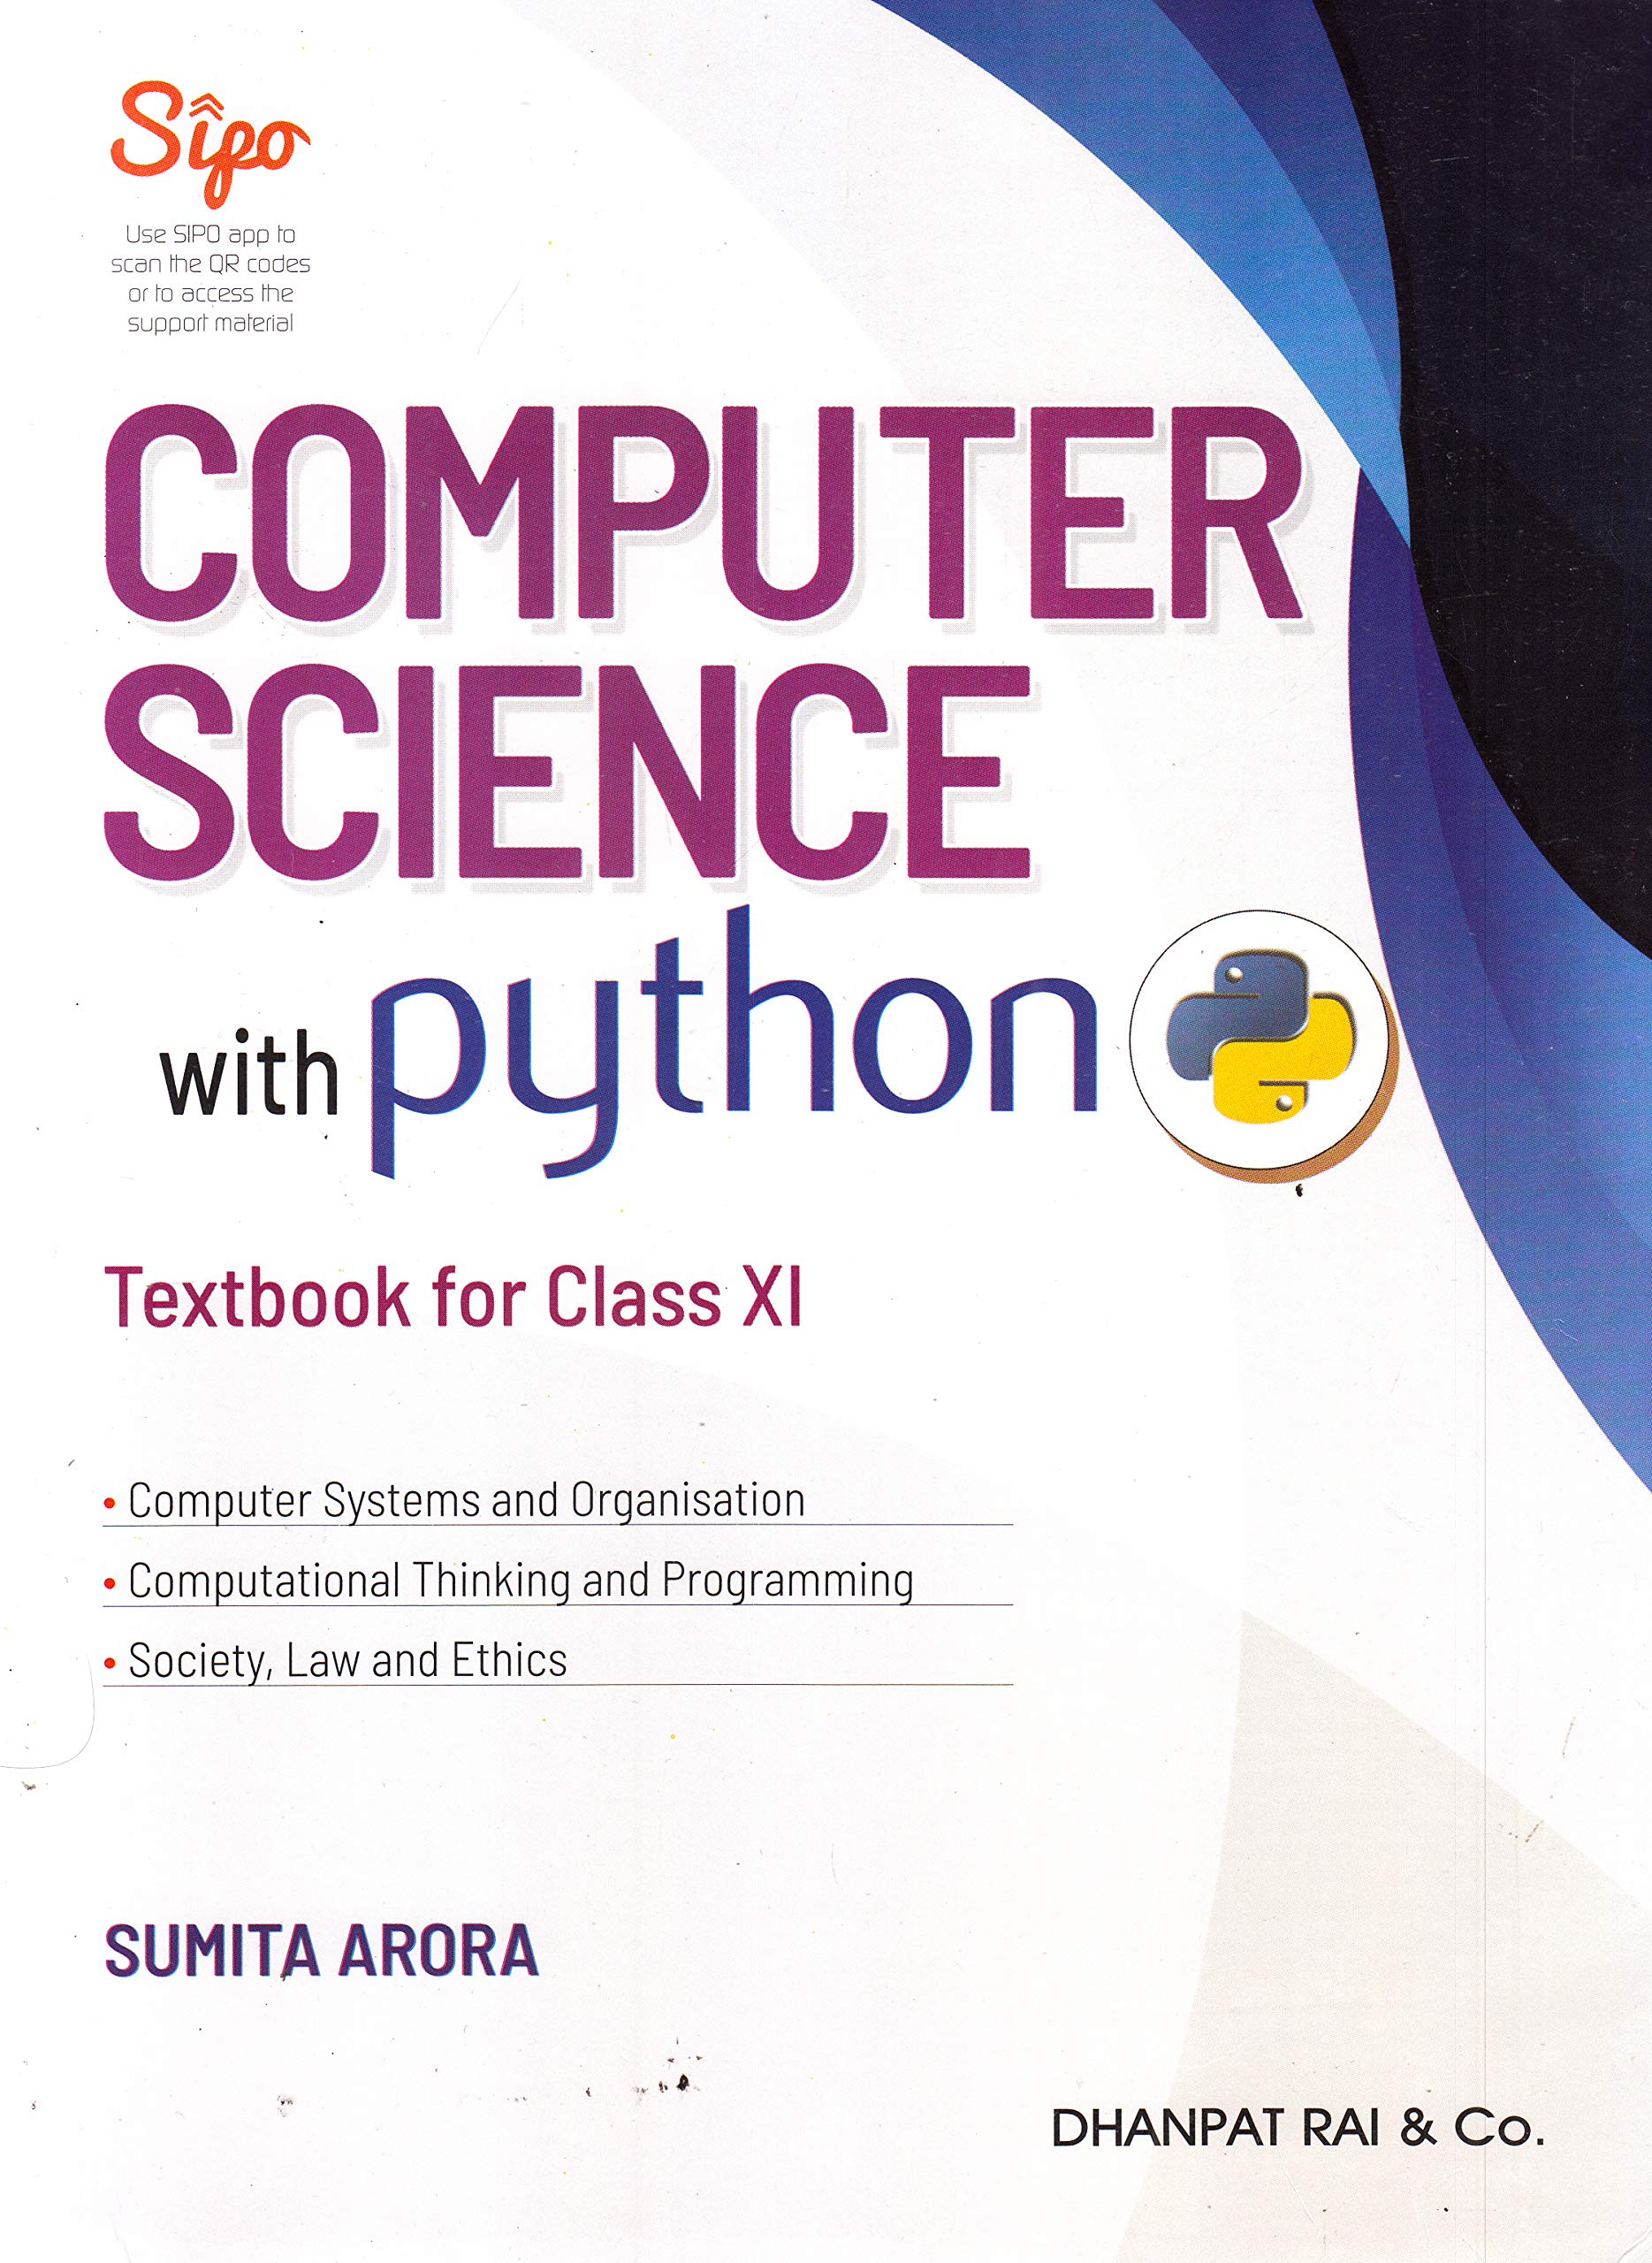 Sipo
Use SIPO app to
scan the QR codes
or to access the
support material
COMPUTER
SCIENCE
with python
Textbook for Class XI
• Computer Systems and Organisation
• Computational Thinking and Programming
• Society, Law and Ethics
SUMITA ARORA
DHANPAT RAI & Co.